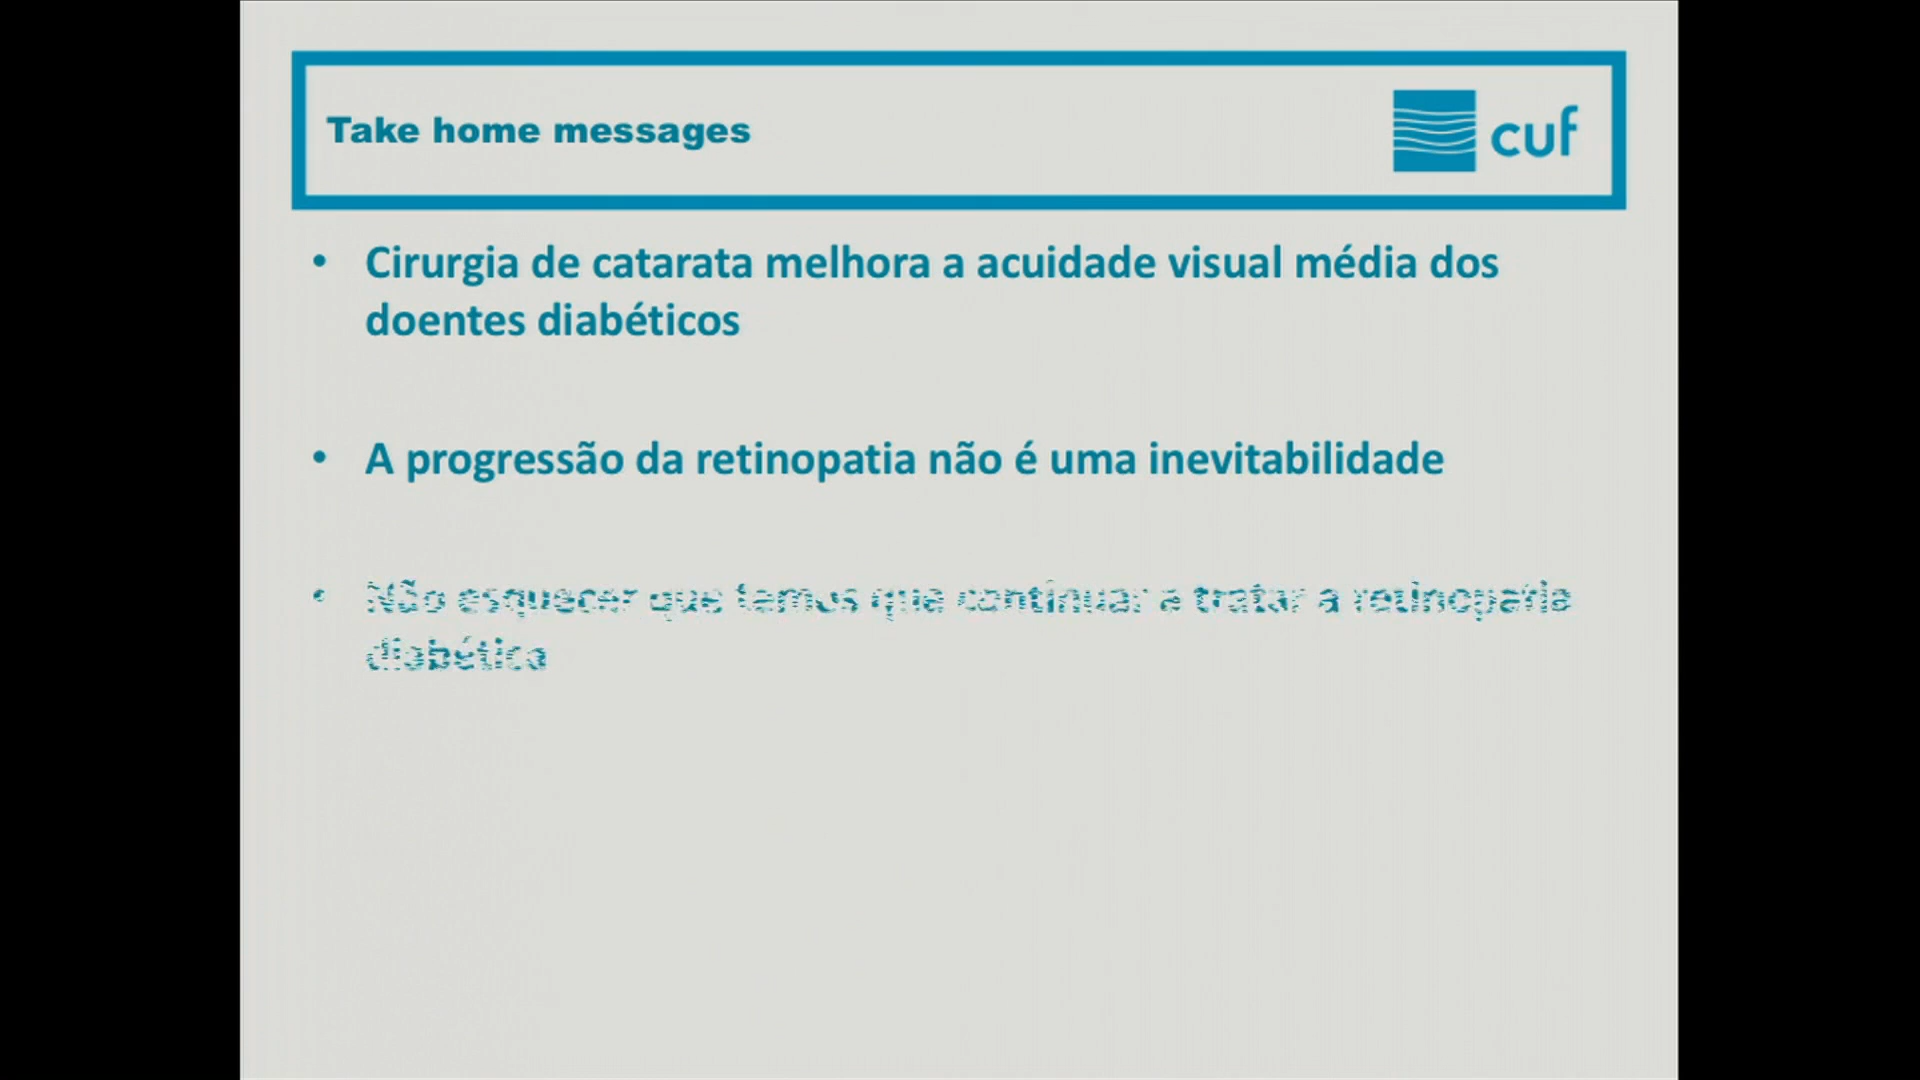 Take home messages
cuf
• Cirurgia de catarata melhora a acuidade visual média dos
doentes diabéticos
• A progressão da retinopatia não é uma inevitabilidade
• Não esquecer que temos que continuar a tratar a retinopatia
diabética